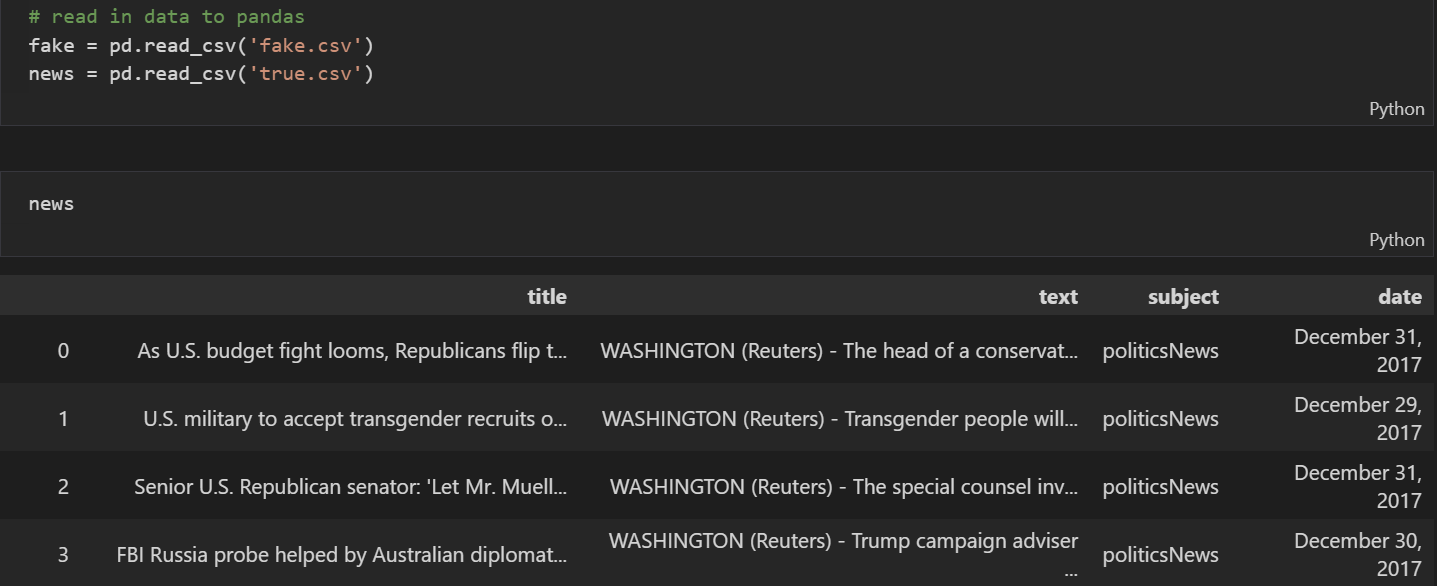 # read in data to pandas
fake = pd.read_csv('fake.csv')
news = pd.read_csv('true.csv')
Python
news
Python
title text subject date
0 As U.S. budget fight looms, Republicans flip t... WASHINGTON (Reuters) - The head of a conservat... politicsNews December 31,
2017
1 U.S. military to accept transgender recruits o... WASHINGTON (Reuters) - Transgender people will... politicsNews December 29,
2017
2 Senior U.S. Republican senator: 'Let Mr. Muell... WASHINGTON (Reuters) - The special counsel inv... politicsNews December 31,
2017
3 FBI Russia probe helped by Australian diplomat... WASHINGTON (Reuters) - Trump campaign adviser
... politicsNews December 30,
2017